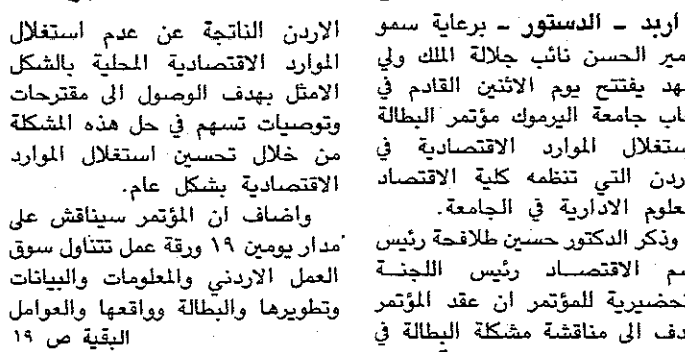 اربد ـ الدستور ـ برعاية سمو
مير الحسن نائب جلالة الملك ولي
هد يفتتح يوم الاثنين القادم في
اب جامعة اليرموك مؤتمر البطالة
ستغلال الموارد الاقتصادية في
ردن التي تنظمه كلية الاقتصاد
علوم الادارية في الجامعة.
وذكر الدكتور حسين طلافحة رئيس
سم الاقتصاد رئيس اللجنة
تحضيرية للمؤتمر ان عقد المؤتمر
دف الى مناقشة مشكلة البطالة في
الاردن الناتجة عن عدم استغلال
الموارد الاقتصادية المحلية بالشكل
الامثل بهدف الوصول الى مقترحات
وتوصيات تسهم في حل هذه المشكلة
من خلال تحسين استغلال الموارد
الاقتصادية بشكل عام.
واضاف ان المؤتمر سيناقش على
مدار يومين ١٩ ورقة عمل تتناول سوق
العمل الاردني والمعلومات والبيانات
وتطويرها والبطالة وواقعها والعوامل
البقية ص ١٩